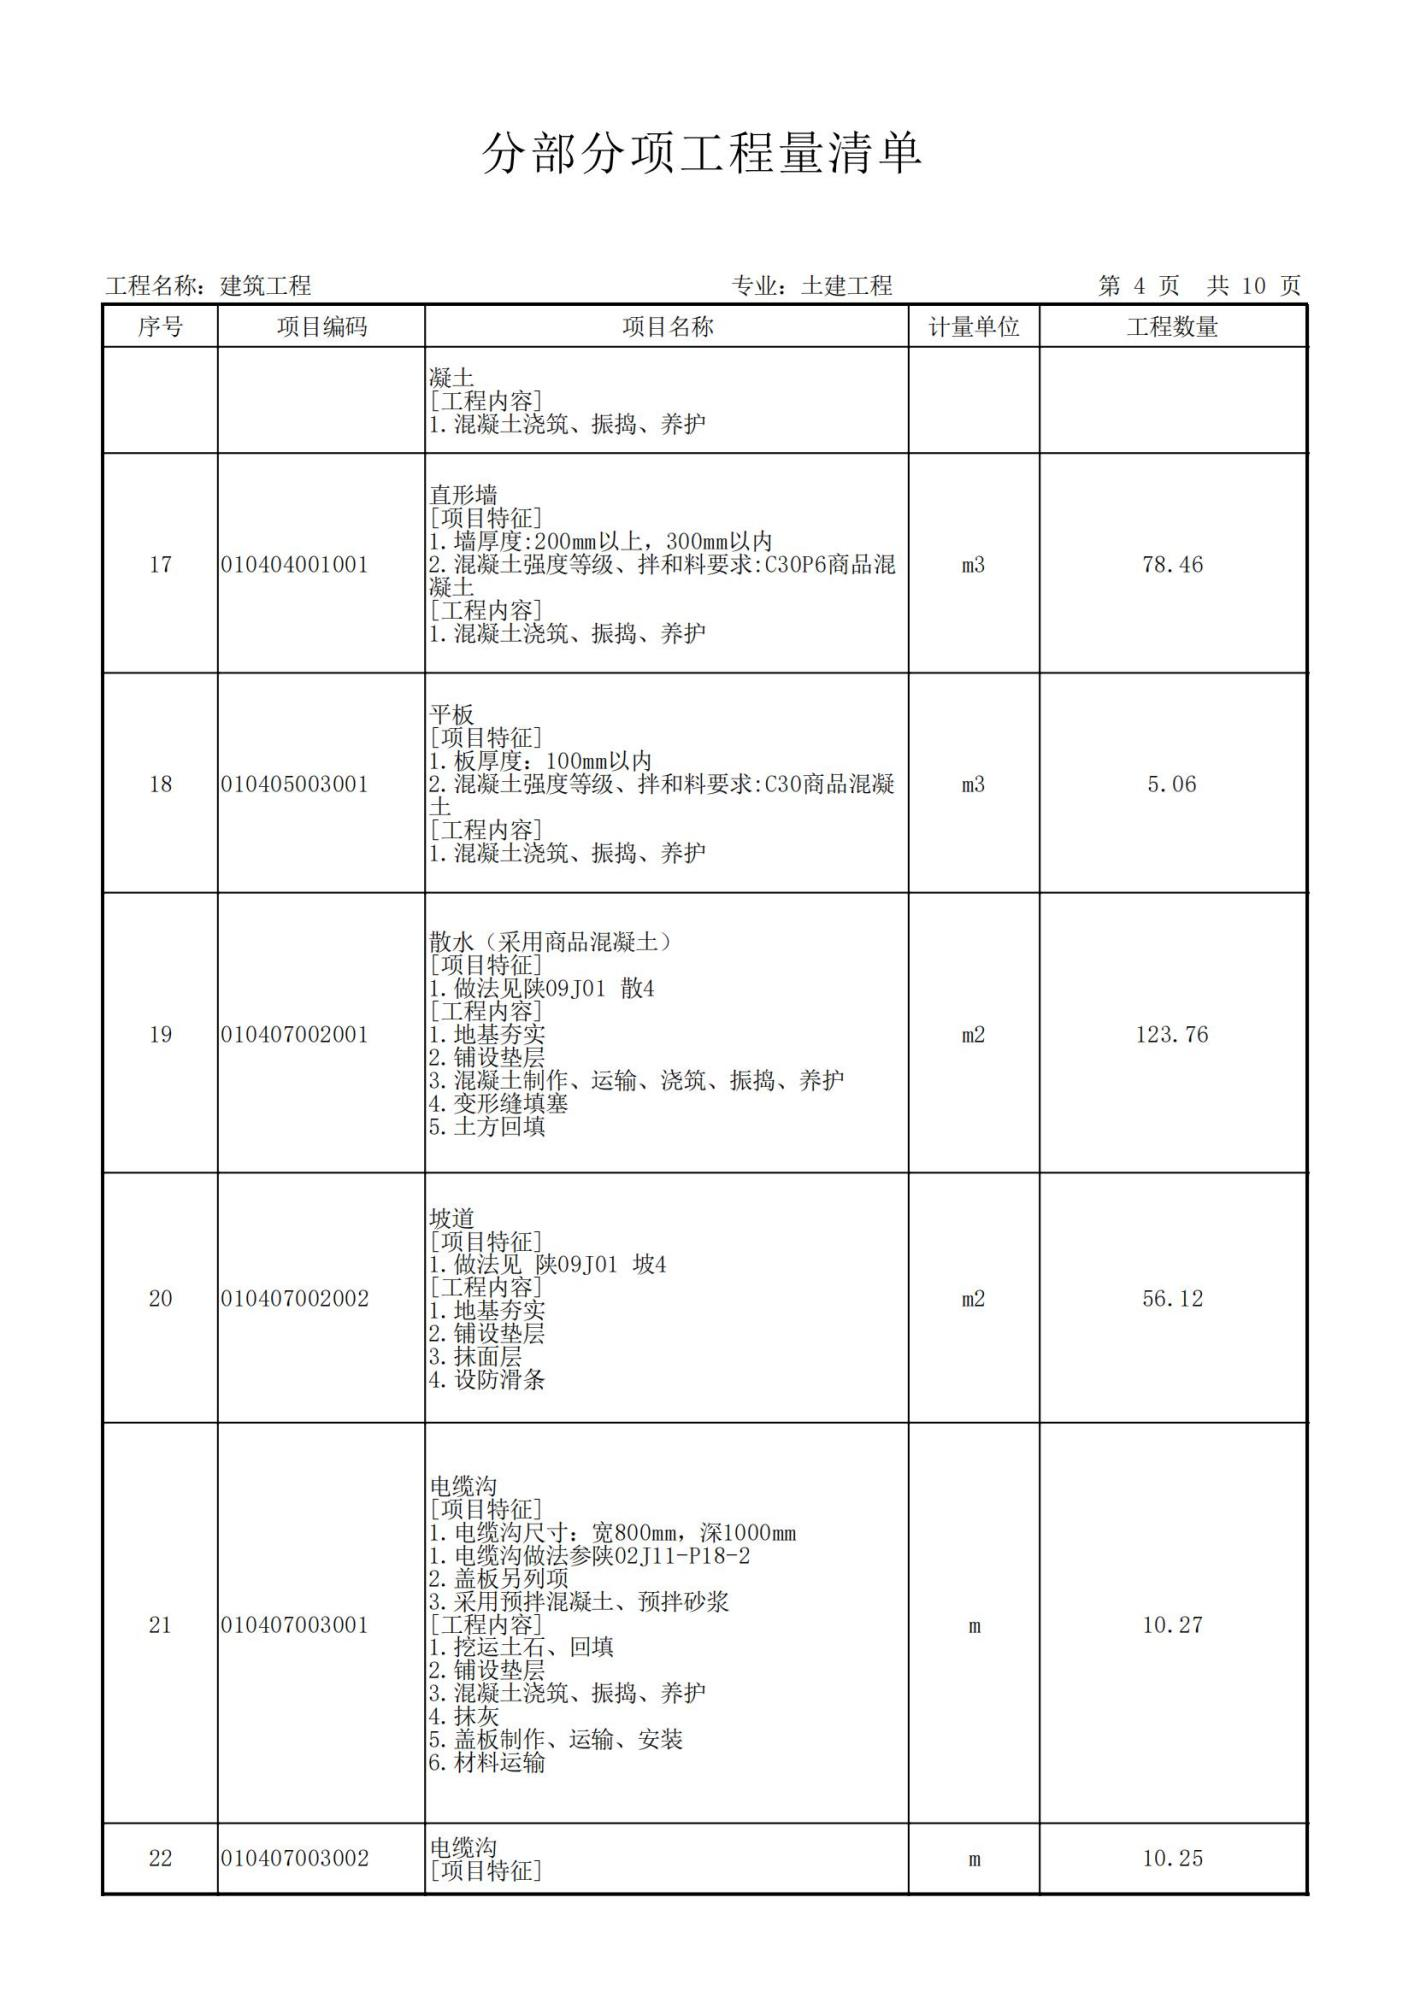 分部分项工程量清单
工程名称：建筑工程 专业：土建工程 第 4 页 共 10 页
序号 项目编码 项目名称 计量单位 工程数量
凝土
[工程内容]
1.混凝土浇筑、振捣、养护
直形墙
[项目特征]
1.墙厚度:200mm以上，300mm以内
17 010404001001 2.混凝土强度等级、拌和料要求:C30P6商品混 m3 78.46
凝土
[工程内容]
1.混凝土浇筑、振捣、养护
平板
[项目特征]
1.板厚度：100mm以内
18 010405003001 2.混凝土强度等级、拌和料要求:C30商品混凝 m3 5.06
土
[工程内容]
1.混凝土浇筑、振捣、养护
散水（采用商品混凝土）
[项目特征]
1.做法见陕09J01 散4
[工程内容]
19 010407002001 1.地基夯实 m2 123.76
2.铺设垫层
3.混凝土制作、运输、浇筑、振捣、养护
4.变形缝填塞
5.土方回填
坡道
[项目特征]
1.做法见 陕09J01 坡4
[工程内容]
20 010407002002 1.地基夯实 m2 56.12
2.铺设垫层
3.抹面层
4.设防滑条
电缆沟
[项目特征]
1.电缆沟尺寸：宽800mm，深1000mm
1.电缆沟做法参陕02J11-P18-2
2.盖板另列项
3.采用预拌混凝土、预拌砂浆
21 010407003001 [工程内容] m 10.27
1.挖运土石、回填
2.铺设垫层
3.混凝土浇筑、振捣、养护
4.抹灰
5.盖板制作、运输、安装
6.材料运输
22 010407003002 电缆沟 m 10.25
[项目特征]